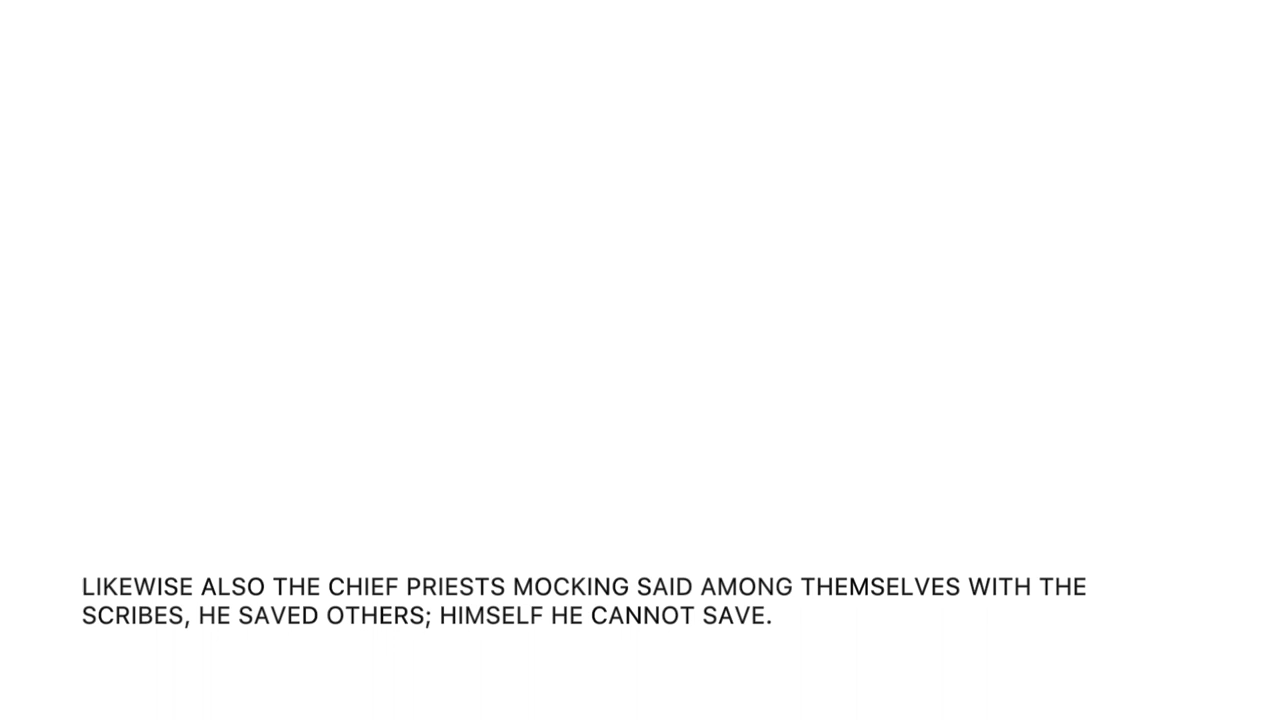 LIKEWISE ALSO THE CHIEF PRIESTS MOCKING SAID AMONG THEMSELVES WITH THE
SCRIBES, HE SAVED OTHERS; HIMSELF HE CANNOT SAVE.